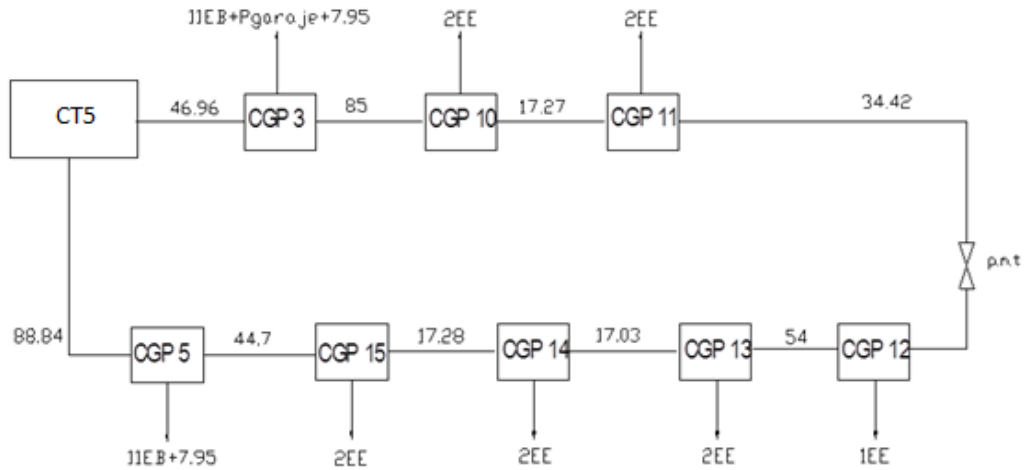 11EB+Pgaraje+7.95
2EE
2EE
CT5
46.96
CGP 3
85
CGP 10
17.27
CGP 11
34.42
p.n.t
88.84
CGP 5
44,7
CGP 15
17.28
CGP 14
17.03
CGP 13
54
CGP 12
11EB+7.95
2EE
2EE
2EE
1EE